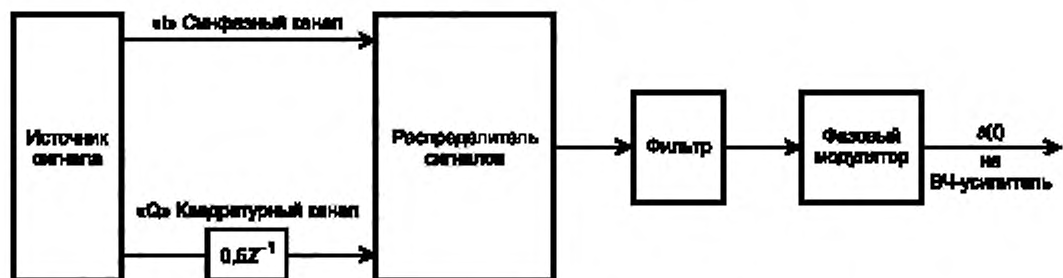 «I» Синфазный канал
Источник
сигнала
Распределитель
сигналов
Фильтр
Фазовый
модулятор
s(t)
на
ВЧ-усилитель
«Q» Квадратурный канал
0,5Z⁻¹